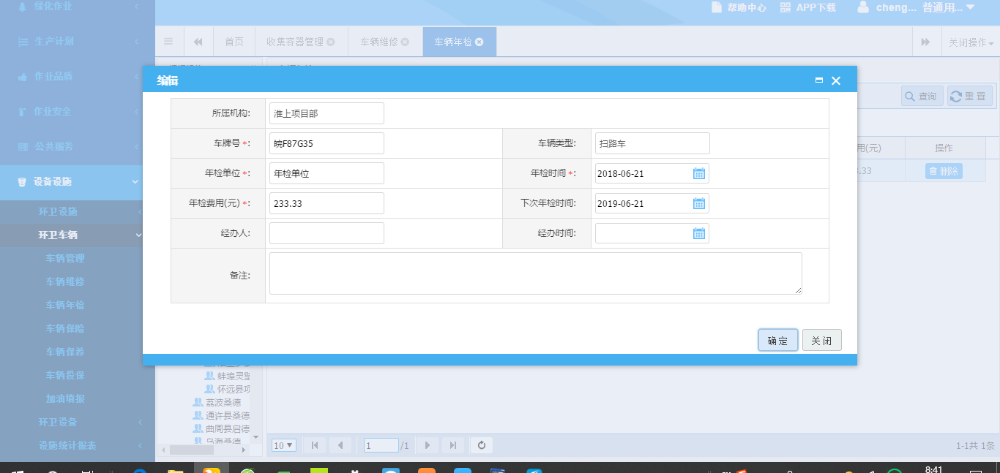 绿化作业
帮助中心 APP下载 cheng... 普通用...
生产计划
首页 收集容器管理 车辆维修 车辆年检 关闭操作
作业品质
编辑
查询 重 置
所属机构: 淮上项目部
作业安全
车牌号 *: 皖F87G35 车辆类型: 扫路车
公共服务
用(元) 操作
年检单位 *: 年检单位 年检时间 *: 2018-06-21
.33 删除
设备设施
年检费用(元) *: 233.33 下次年检时间: 2019-06-21
环卫设施
经办人: 经办时间:
环卫车辆
车辆管理
备注:
车辆维修
车辆年检
车辆保险
确 定 关 闭
车辆保养
车辆投保
蚌埠灵璧
怀远县项
加油填报
荔波桑德
通许县桑德
环卫设备
曲周县启德
乌海桑德
设施统计报表
10 1 /1 1-1共 1条
8:41